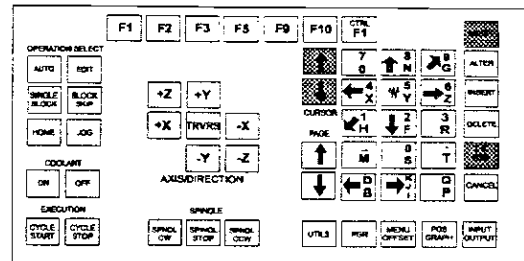 F1 F2 F3 F5 F9 F10 CTRL F1
OPERATION SELECT
AUTO EDIT
SINGLE BLOCK BLOCK SKIP
HOME JOG
COOLANT
ON OFF
EXECUTION
CYCLE START CYCLE STOP
+Z +Y
+X TRVRS -X
-Y -Z
AXIS/DIRECTION
SPINDLE
SPNDL CW SPNDL STOP SPNDL CCW
CURSOR
PAGE
7 8 N 9 G
4 X 5 Y 6 Z
1 H 2 F 3 R
M 0 S T
D B K
P
ALTER
INSERT
DELETE
CANCEL
UTILS PGR MENU OFFSET POS GRAPH INPUT OUTPUT